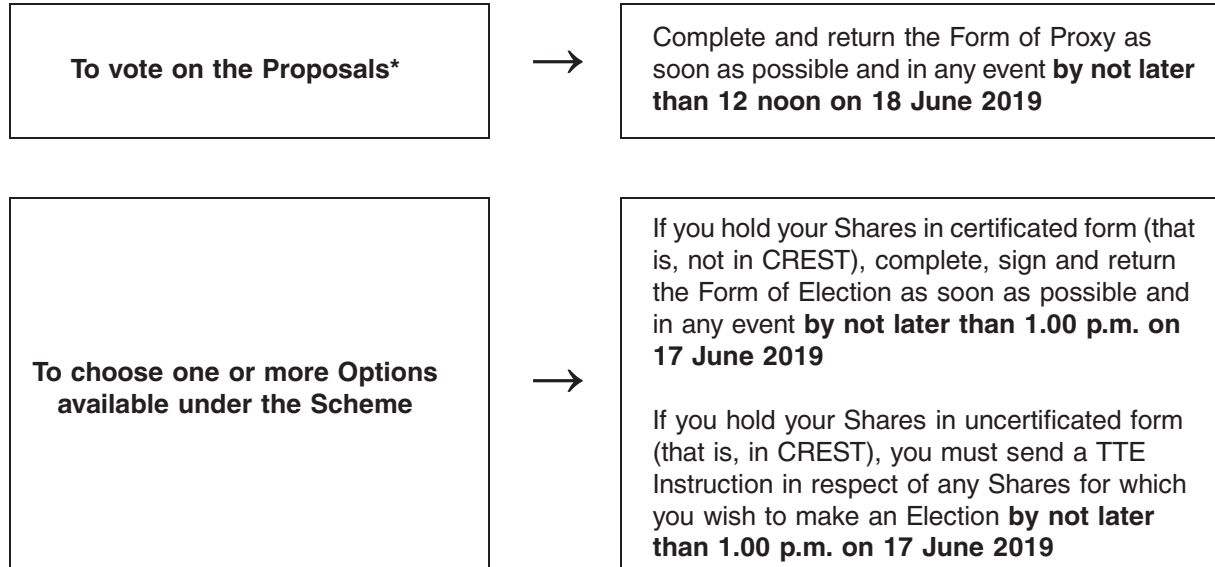 To vote on the Proposals*
→
Complete and return the Form of Proxy as
soon as possible and in any event by not later
than 12 noon on 18 June 2019
To choose one or more Options
available under the Scheme
→
If you hold your Shares in certificated form (that
is, not in CREST), complete, sign and return
the Form of Election as soon as possible and
in any event by not later than 1.00 p.m. on
17 June 2019
If you hold your Shares in uncertificated form
(that is, in CREST), you must send a TTE
Instruction in respect of any Shares for which
you wish to make an Election by not later
than 1.00 p.m. on 17 June 2019